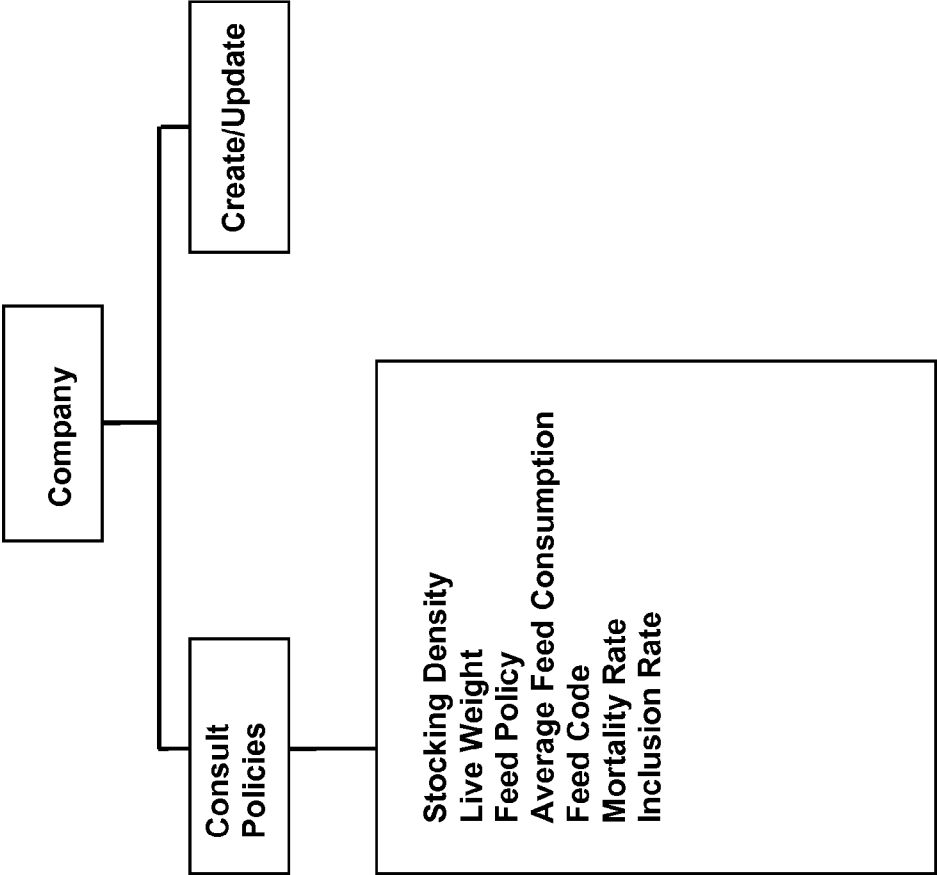 Company
Consult
Policies
Create/Update
Stocking Density
Live Weight
Feed Policy
Average Feed Consumption
Feed Code
Mortality Rate
Inclusion Rate